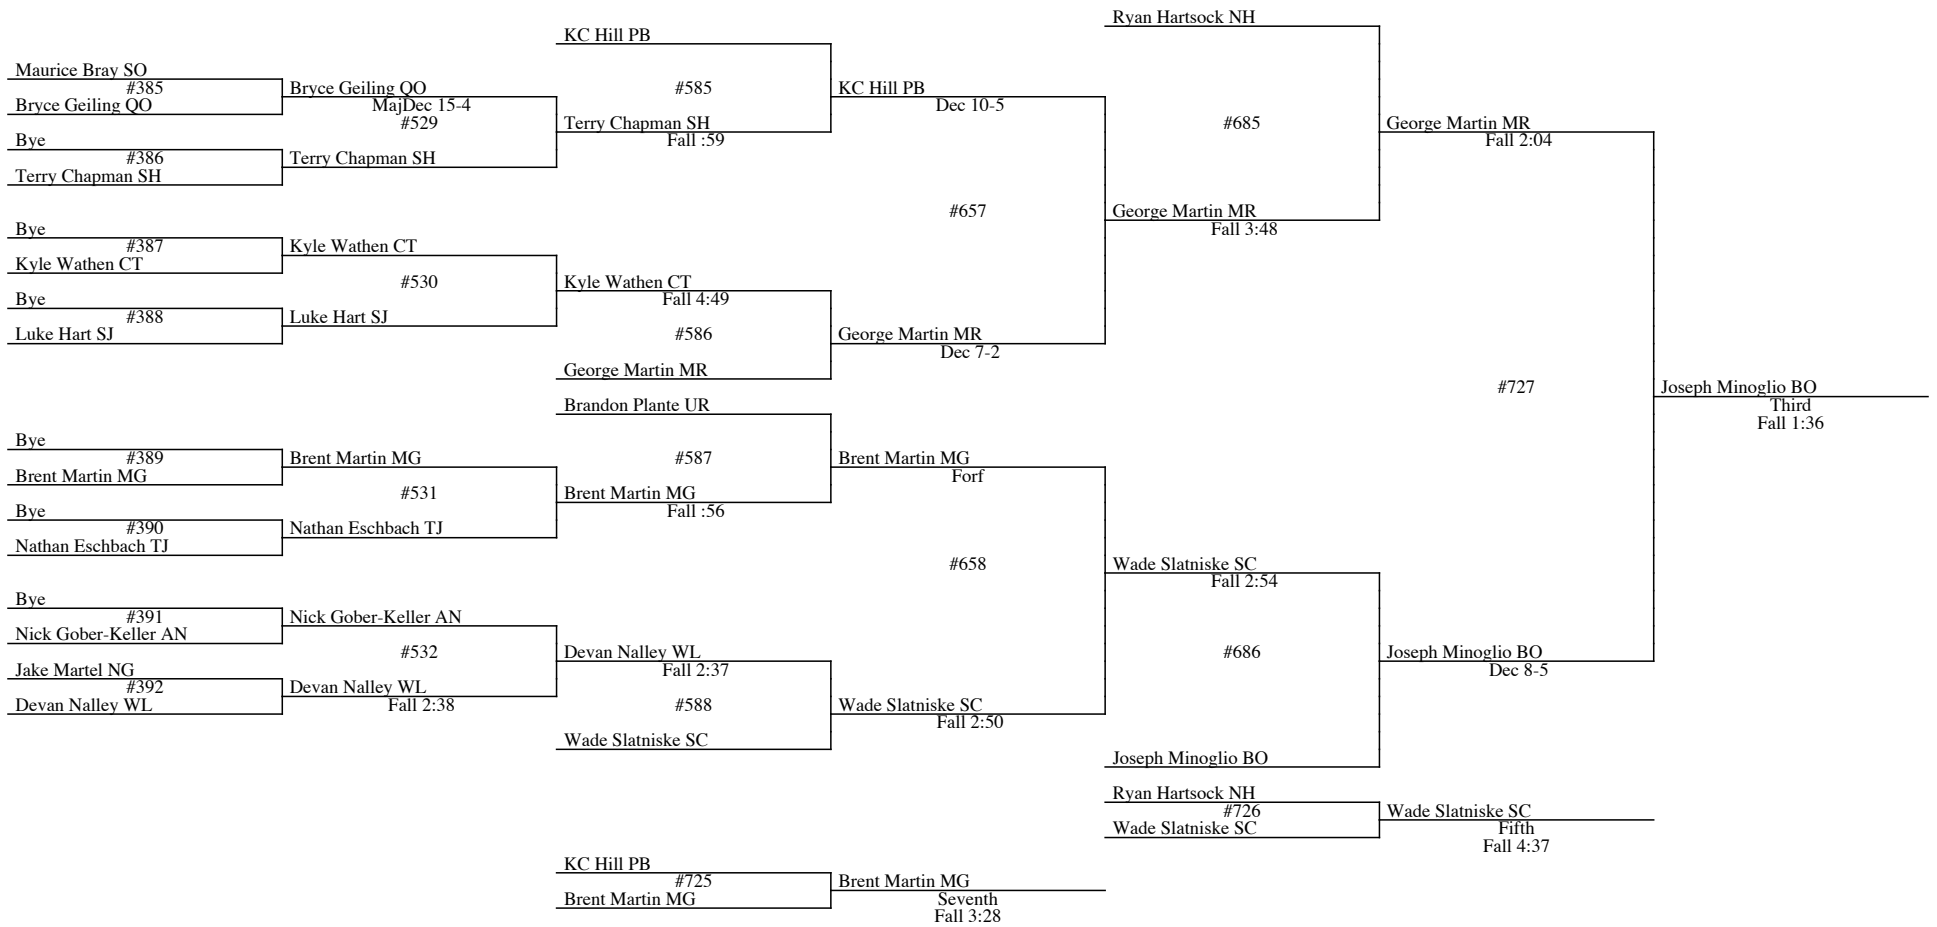 Ryan Hartsock NH
KC Hill PB
Maurice Bray SO
#385
Bryce Geiling QO
#585
KC Hill PB
Bryce Geiling QO
MajDec 15-4
Dec 10-5
#529
Terry Chapman SH
#685
George Martin MR
Bye
Fall :59
Fall 2:04
#386
Terry Chapman SH
Terry Chapman SH
#657
George Martin MR
Bye
Fall 3:48
#387
Kyle Wathen CT
Kyle Wathen CT
#530
Kyle Wathen CT
Bye
Fall 4:49
#388
Luke Hart SJ
Luke Hart SJ
#586
George Martin MR
Dec 7-2
George Martin MR
#727
Joseph Minoglio BO
Brandon Plante UR
Third
Fall 1:36
Bye
#389
Brent Martin MG
#587
Brent Martin MG
Brent Martin MG
Forf
#531
Brent Martin MG
Bye
Fall :56
#390
Nathan Eschbach TJ
Nathan Eschbach TJ
#658
Wade Slatniske SC
Fall 2:54
Bye
#391
Nick Gober-Keller AN
Nick Gober-Keller AN
#532
Devan Nalley WL
#686
Joseph Minoglio BO
Jake Martel NG
Fall 2:37
Dec 8-5
#392
Devan Nalley WL
Devan Nalley WL
Fall 2:38
#588
Wade Slatniske SC
Fall 2:50
Wade Slatniske SC
Joseph Minoglio BO
Ryan Hartsock NH
#726
Wade Slatniske SC
Wade Slatniske SC
Fifth
Fall 4:37
KC Hill PB
#725
Brent Martin MG
Brent Martin MG
Seventh
Fall 3:28